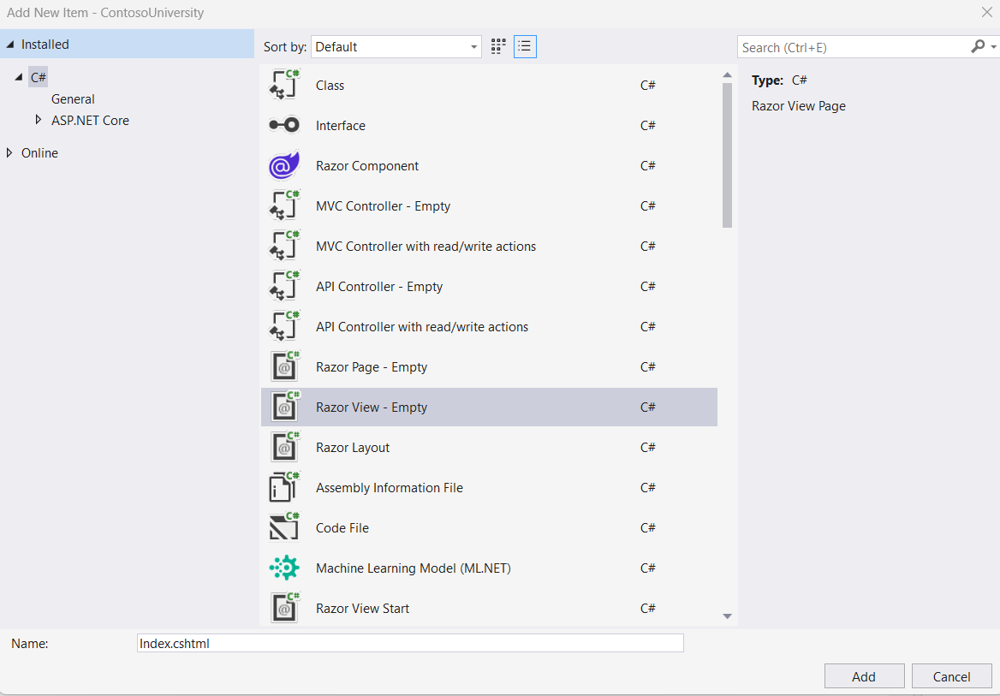 Add New Item - ContosoUniversity
Installed
Sort by: Default
Search (Ctrl+E)
C#
General
ASP.NET Core
Online
C# Class C#
Interface C#
@ Razor Component C#
C# MVC Controller - Empty C#
C# MVC Controller with read/write actions C#
C# API Controller - Empty C#
C# API Controller with read/write actions C#
C# @ Razor Page - Empty C#
C# @ Razor View - Empty C#
C# @ Razor Layout C#
C# i Assembly Information File C#
C# Code File C#
Machine Learning Model (ML.NET) C#
C# @ Razor View Start C#
Type: C#
Razor View Page
Name: Index.cshtml
Add Cancel